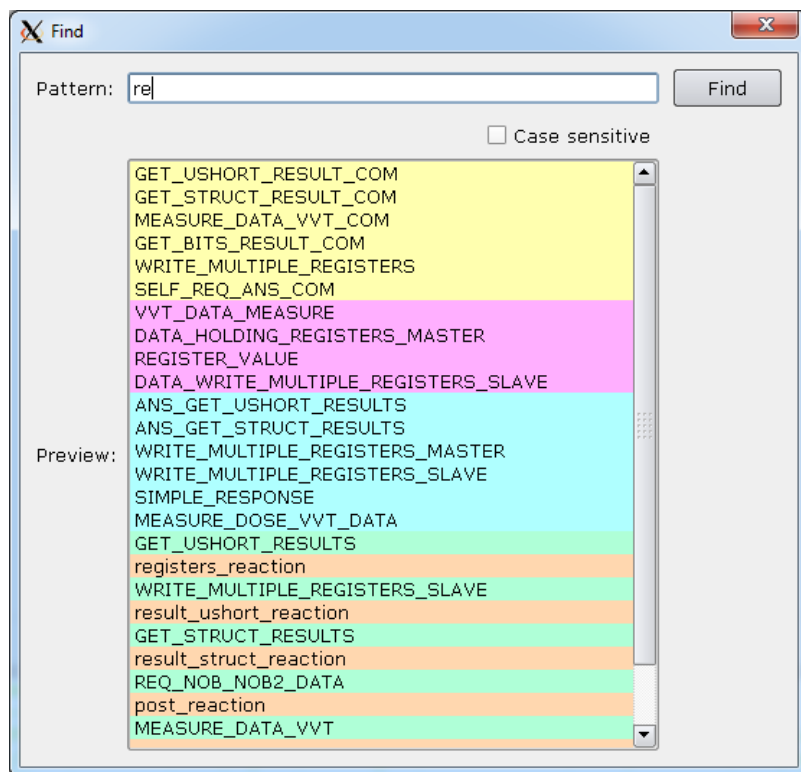 Find
Pattern: re Find
Case sensitive
GET_USHORT_RESULT_COM
GET_STRUCT_RESULT_COM
MEASURE_DATA_VVT_COM
GET_BITS_RESULT_COM
WRITE_MULTIPLE_REGISTERS
SELF_REQ_ANS_COM
VVT_DATA_MEASURE
DATA_HOLDING_REGISTERS_MASTER
REGISTER_VALUE
DATA_WRITE_MULTIPLE_REGISTERS_SLAVE
ANS_GET_USHORT_RESULTS
ANS_GET_STRUCT_RESULTS
Preview: WRITE_MULTIPLE_REGISTERS_MASTER
WRITE_MULTIPLE_REGISTERS_SLAVE
SIMPLE_RESPONSE
MEASURE_DOSE_VVT_DATA
GET_USHORT_RESULTS
registers_reaction
WRITE_MULTIPLE_REGISTERS_SLAVE
result_ushort_reaction
GET_STRUCT_RESULTS
result_struct_reaction
REQ_NOB_NOB2_DATA
post_reaction
MEASURE_DATA_VVT